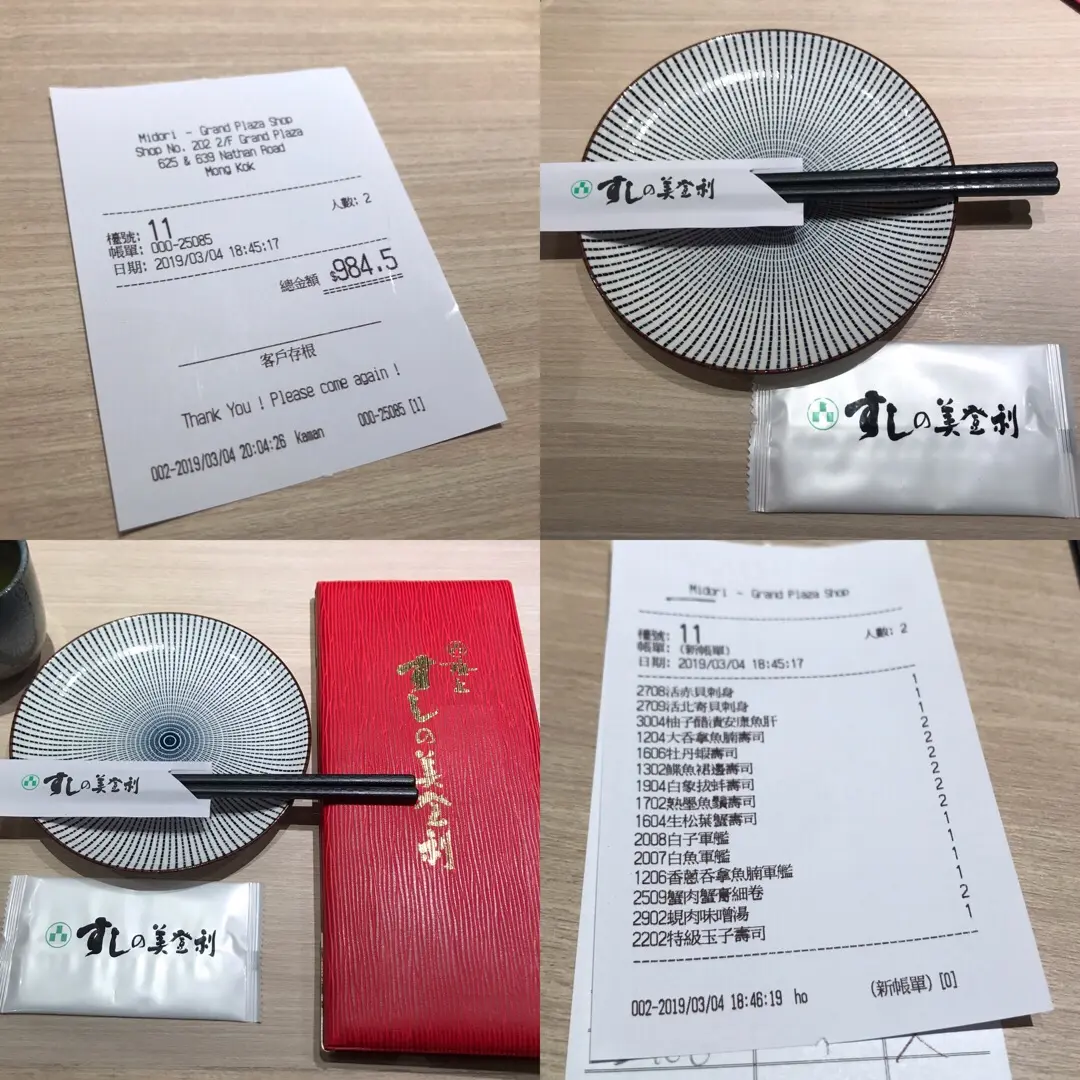 Midori - Grand Plaza Shop
Shop No. 202 2/F Grand Plaza
625 & 639 Nathan Road
Mong Kok
人數: 2
檯號: 11
帳單: 000-25085
日期: 2019/03/04 18:45:17
總金額 $984.5
客戶存根
Thank You ! Please come again !
000-25085 [1]
002-2019/03/04 20:04:26 kaman
すしの美登利
すしの美登利
すしの美登利
すしの美登利
すしの美登利
Midori - Grand Plaza Shop
檯號: 11
人數: 2
帳單: (新帳單)
日期: 2019/03/04 18:45:17
2708活赤貝刺身 1
2709活北寄貝刺身 1
3004柚子醋漬安康魚肝 1
1204大吞拿魚腩壽司 2
1606牡丹蝦壽司 2
1302鰈魚裙邊壽司 2
1904白象拔蚌壽司 2
1702熟墨魚鬚壽司 2
1604生松葉蟹壽司 2
2008白子軍艦 1
2007白魚軍艦 1
1206香蔥吞拿魚腩軍艦 1
2509蟹肉蟹膏細卷 1
2902蜆肉味噌湯 2
2202特級玉子壽司 1
(新帳單) [0]
002-2019/03/04 18:46:19 ho